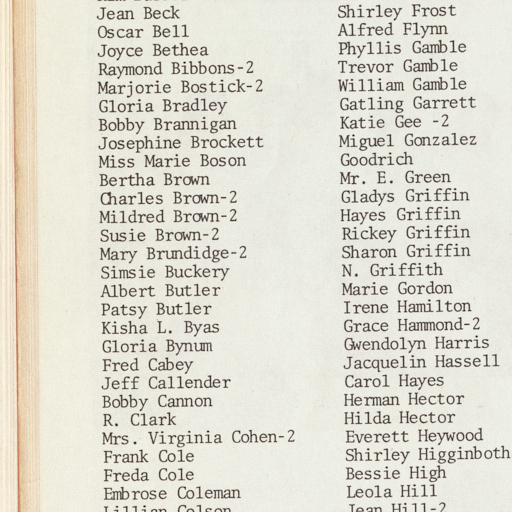 Jean Beck
Oscar Bell
Joyce Bethea
Raymond Bibbons-2
Marjorie Bostick-2
Gloria Bradley
Bobby Brannigan
Josephine Brockett
Miss Marie Boson
Bertha Brown
Charles Brown-2
Mildred Brown-2
Susie Brown-2
Mary Brundidge-2
Simsie Buckery
Albert Butler
Patsy Butler
Kisha L. Byas
Gloria Bynum
Fred Cabey
Jeff Callender
Bobby Cannon
R. Clark
Mrs. Virginia Cohen-2
Frank Cole
Freda Cole
Embrose Coleman
Lillian Colson
Shirley Frost
Alfred Flynn
Phyllis Gamble
Trevor Gamble
William Gamble
Gatling Garrett
Katie Gee -2
Miguel Gonzalez
Goodrich
Mr. E. Green
Gladys Griffin
Hayes Griffin
Rickey Griffin
Sharon Griffin
N. Griffith
Marie Gordon
Irene Hamilton
Grace Hammond-2
Gwendolyn Harris
Jacquelin Hassell
Carol Hayes
Herman Hector
Hilda Hector
Everett Heywood
Shirley Higginboth
Bessie High
Leola Hill
Jean Hill-2